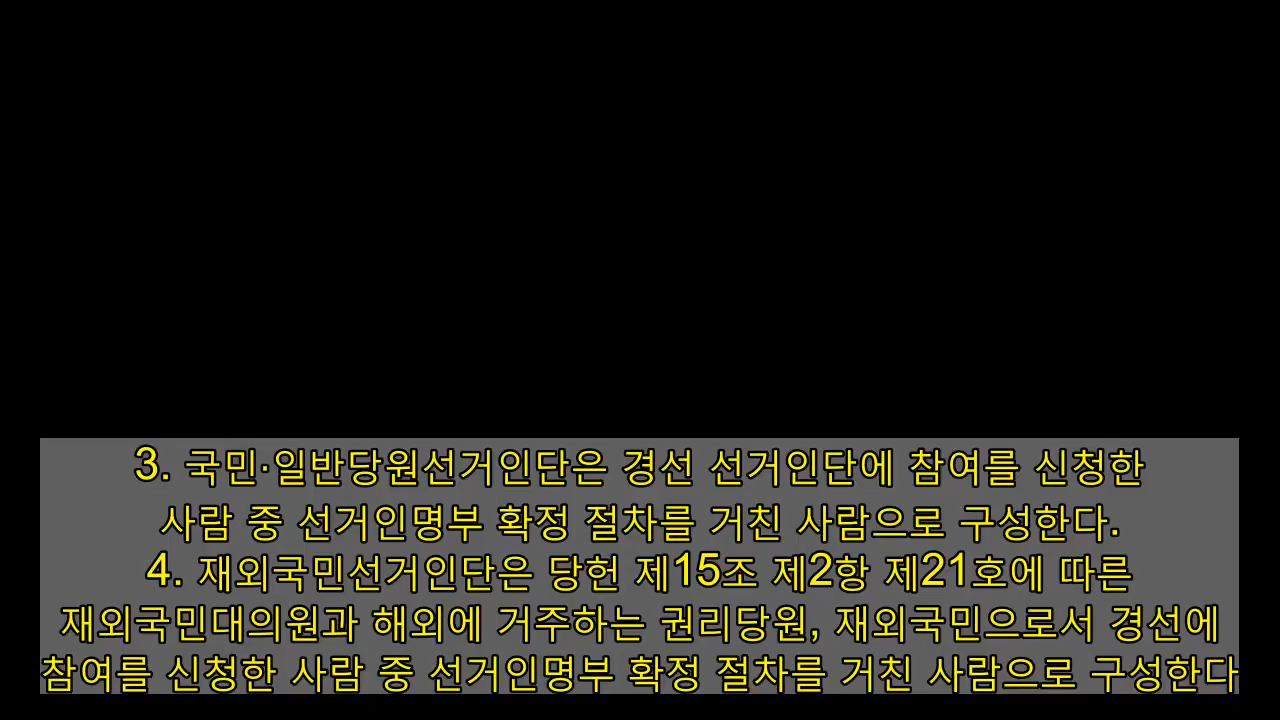 3. 국민·일반당원선거인단은 경선 선거인단에 참여를 신청한
사람 중 선거인명부 확정 절차를 거친 사람으로 구성한다.
4. 재외국민선거인단은 당헌 제15조 제2항 제21호에 따른
재외국민대의원과 해외에 거주하는 권리당원, 재외국민으로서 경선에
참여를 신청한 사람 중 선거인명부 확정 절차를 거친 사람으로 구성한다